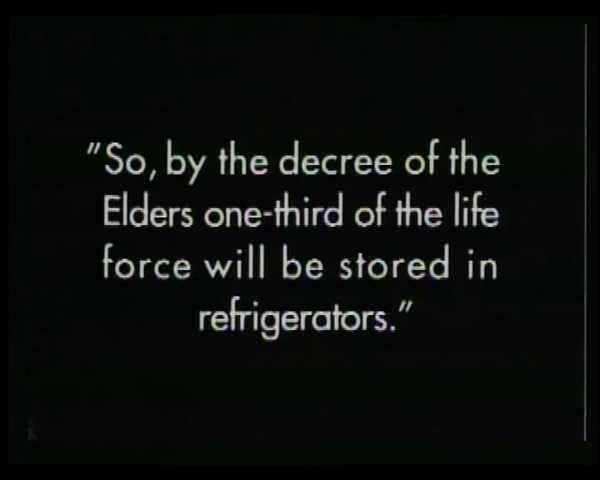 "So, by the decree of the
Elders one-third of the life
force will be stored in
refrigerators."